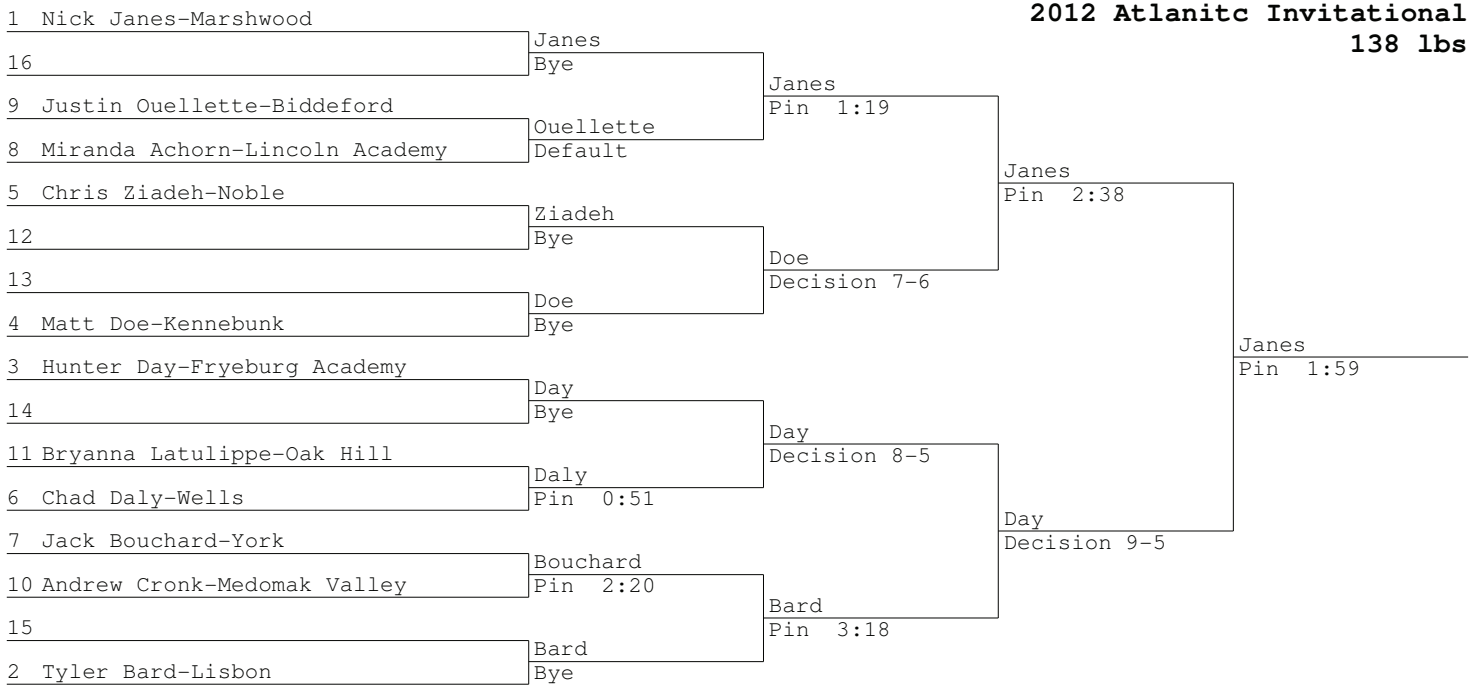 2012 Atlanitc Invitational
138 lbs
1 Nick Janes-Marshwood
16
9 Justin Ouellette-Biddeford
8 Miranda Achorn-Lincoln Academy
5 Chris Ziadeh-Noble
12
13
4 Matt Doe-Kennebunk
3 Hunter Day-Fryeburg Academy
14
11 Bryanna Latulippe-Oak Hill
6 Chad Daly-Wells
7 Jack Bouchard-York
10 Andrew Cronk-Medomak Valley
15
2 Tyler Bard-Lisbon
Janes
Bye
Ouellette
Default
Ziadeh
Bye
Doe
Bye
Day
Bye
Daly
Pin 0:51
Bouchard
Pin 2:20
Bard
Bye
Janes
Pin 1:19
Doe
Decision 7-6
Day
Decision 8-5
Bard
Pin 3:18
Janes
Pin 2:38
Day
Decision 9-5
Janes
Pin 1:59